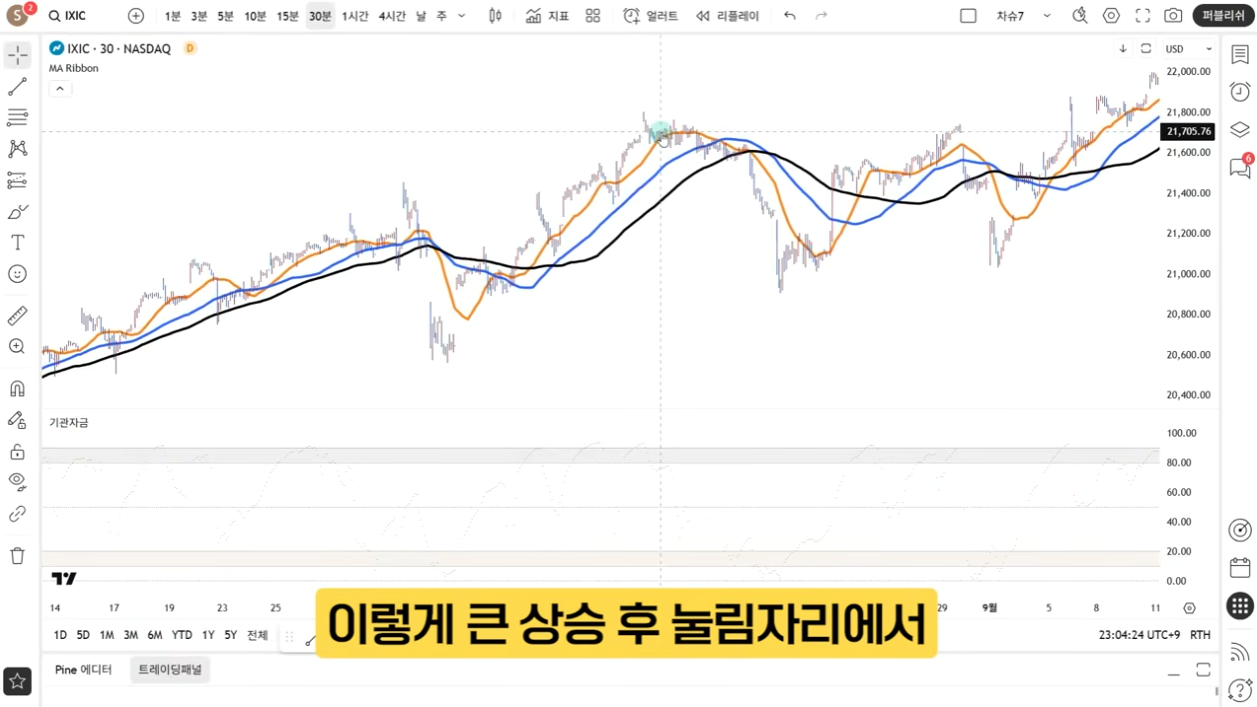 S 2 IXIC 1분 3분 5분 10분 15분 30분 1시간 4시간 날 주 지표 얼러트 리플레이 차슈7 퍼블리쉬
IXIC · 30 · NASDAQ D
USD
MA Ribbon
22,000.00
21,800.00
21,705.76
21,600.00
6
21,400.00
21,200.00
21,000.00
20,800.00
20,600.00
20,400.00
기관자금
100.00
80.00
60.00
40.00
20.00
0.00
14 17 19 23 25 29 9월 5 8 11
이렇게 큰 상승 후 눌림자리에서
1D 5D 1M 3M 6M YTD 1Y 5Y 전체 23:04:24 UTC+9 RTH
Pine 에디터 트레이딩패널